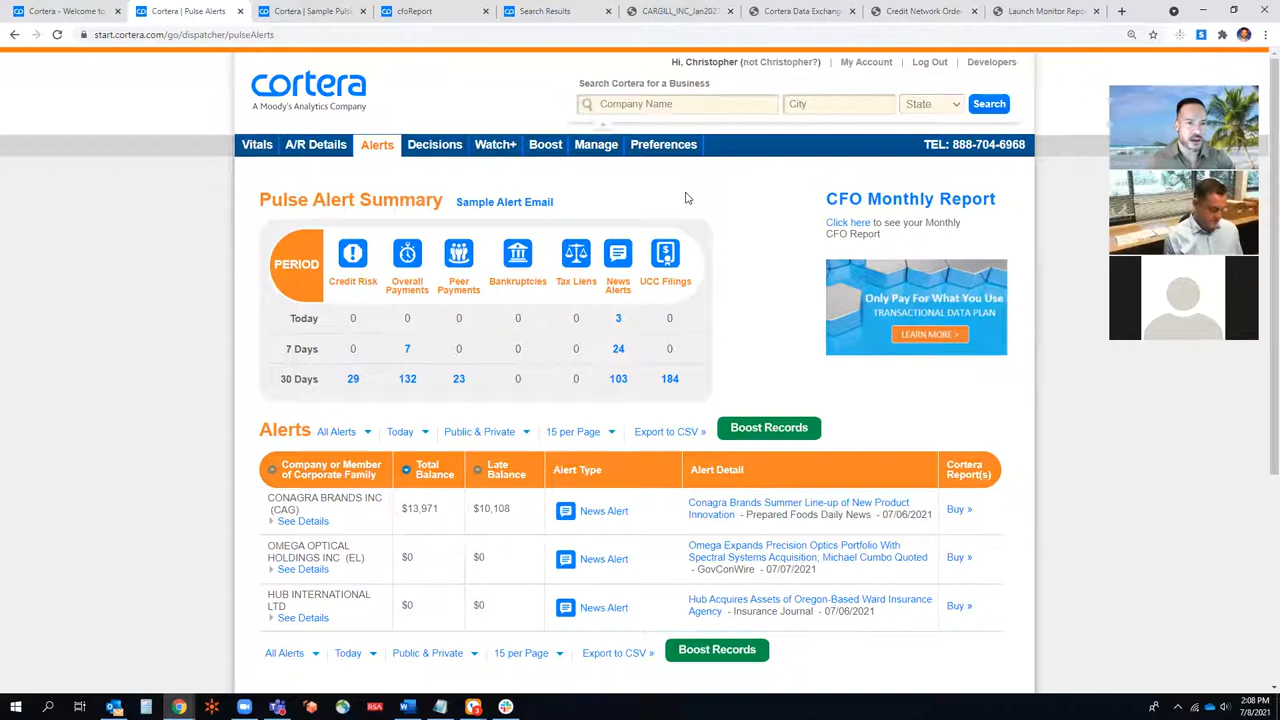 Cortera | Welcome to
Cortera | Pulse Alerts
Cortera | Sample Puls
cfoReport
Search Results
CARGILL_INC_Jan202
Cortera Data Exchan
Credit Network Orde
Launch Monitor.Repo
start.cortera.com/go/dispatcher/pulseAlerts
Hi, Christopher (not Christopher?) | My Account | Log Out | Developers
cortera
A Moody's Analytics Company
Search Cortera for a Business
Company Name City State Search
Vitals A/R Details Alerts Decisions Watch+ Boost Manage Preferences TEL: 888-704-6968
Pulse Alert Summary Sample Alert Email
PERIOD Credit Risk Overall Payments Peer Payments Bankruptcies Tax Liens News Alerts UCC Filings
Today 0 0 0 0 0 3 0
7 Days 0 7 0 0 0 24 0
30 Days 29 132 23 0 0 103 184
CFO Monthly Report
Click here to see your Monthly
CFO Report
Only Pay For What You Use
TRANSACTIONAL DATA PLAN
LEARN MORE >
Alerts All Alerts Today Public & Private 15 per Page Export to CSV » Boost Records
Company or Member of Corporate Family Total Balance Late Balance Alert Type Alert Detail Cortera Report(s)
CONAGRA BRANDS INC (CAG) See Details $13,971 $10,108 News Alert Conagra Brands Summer Line-up of New Product Innovation - Prepared Foods Daily News - 07/06/2021 Buy »
OMEGA OPTICAL HOLDINGS INC (EL) See Details $0 $0 News Alert Omega Expands Precision Optics Portfolio With Spectral Systems Acquisition; Michael Cumbo Quoted - GovConWire - 07/07/2021 Buy »
HUB INTERNATIONAL LTD See Details $0 $0 News Alert Hub Acquires Assets of Oregon-Based Ward Insurance Agency - Insurance Journal - 07/06/2021 Buy »
All Alerts Today Public & Private 15 per Page Export to CSV » Boost Records
RSA
2:08 PM
7/8/2021